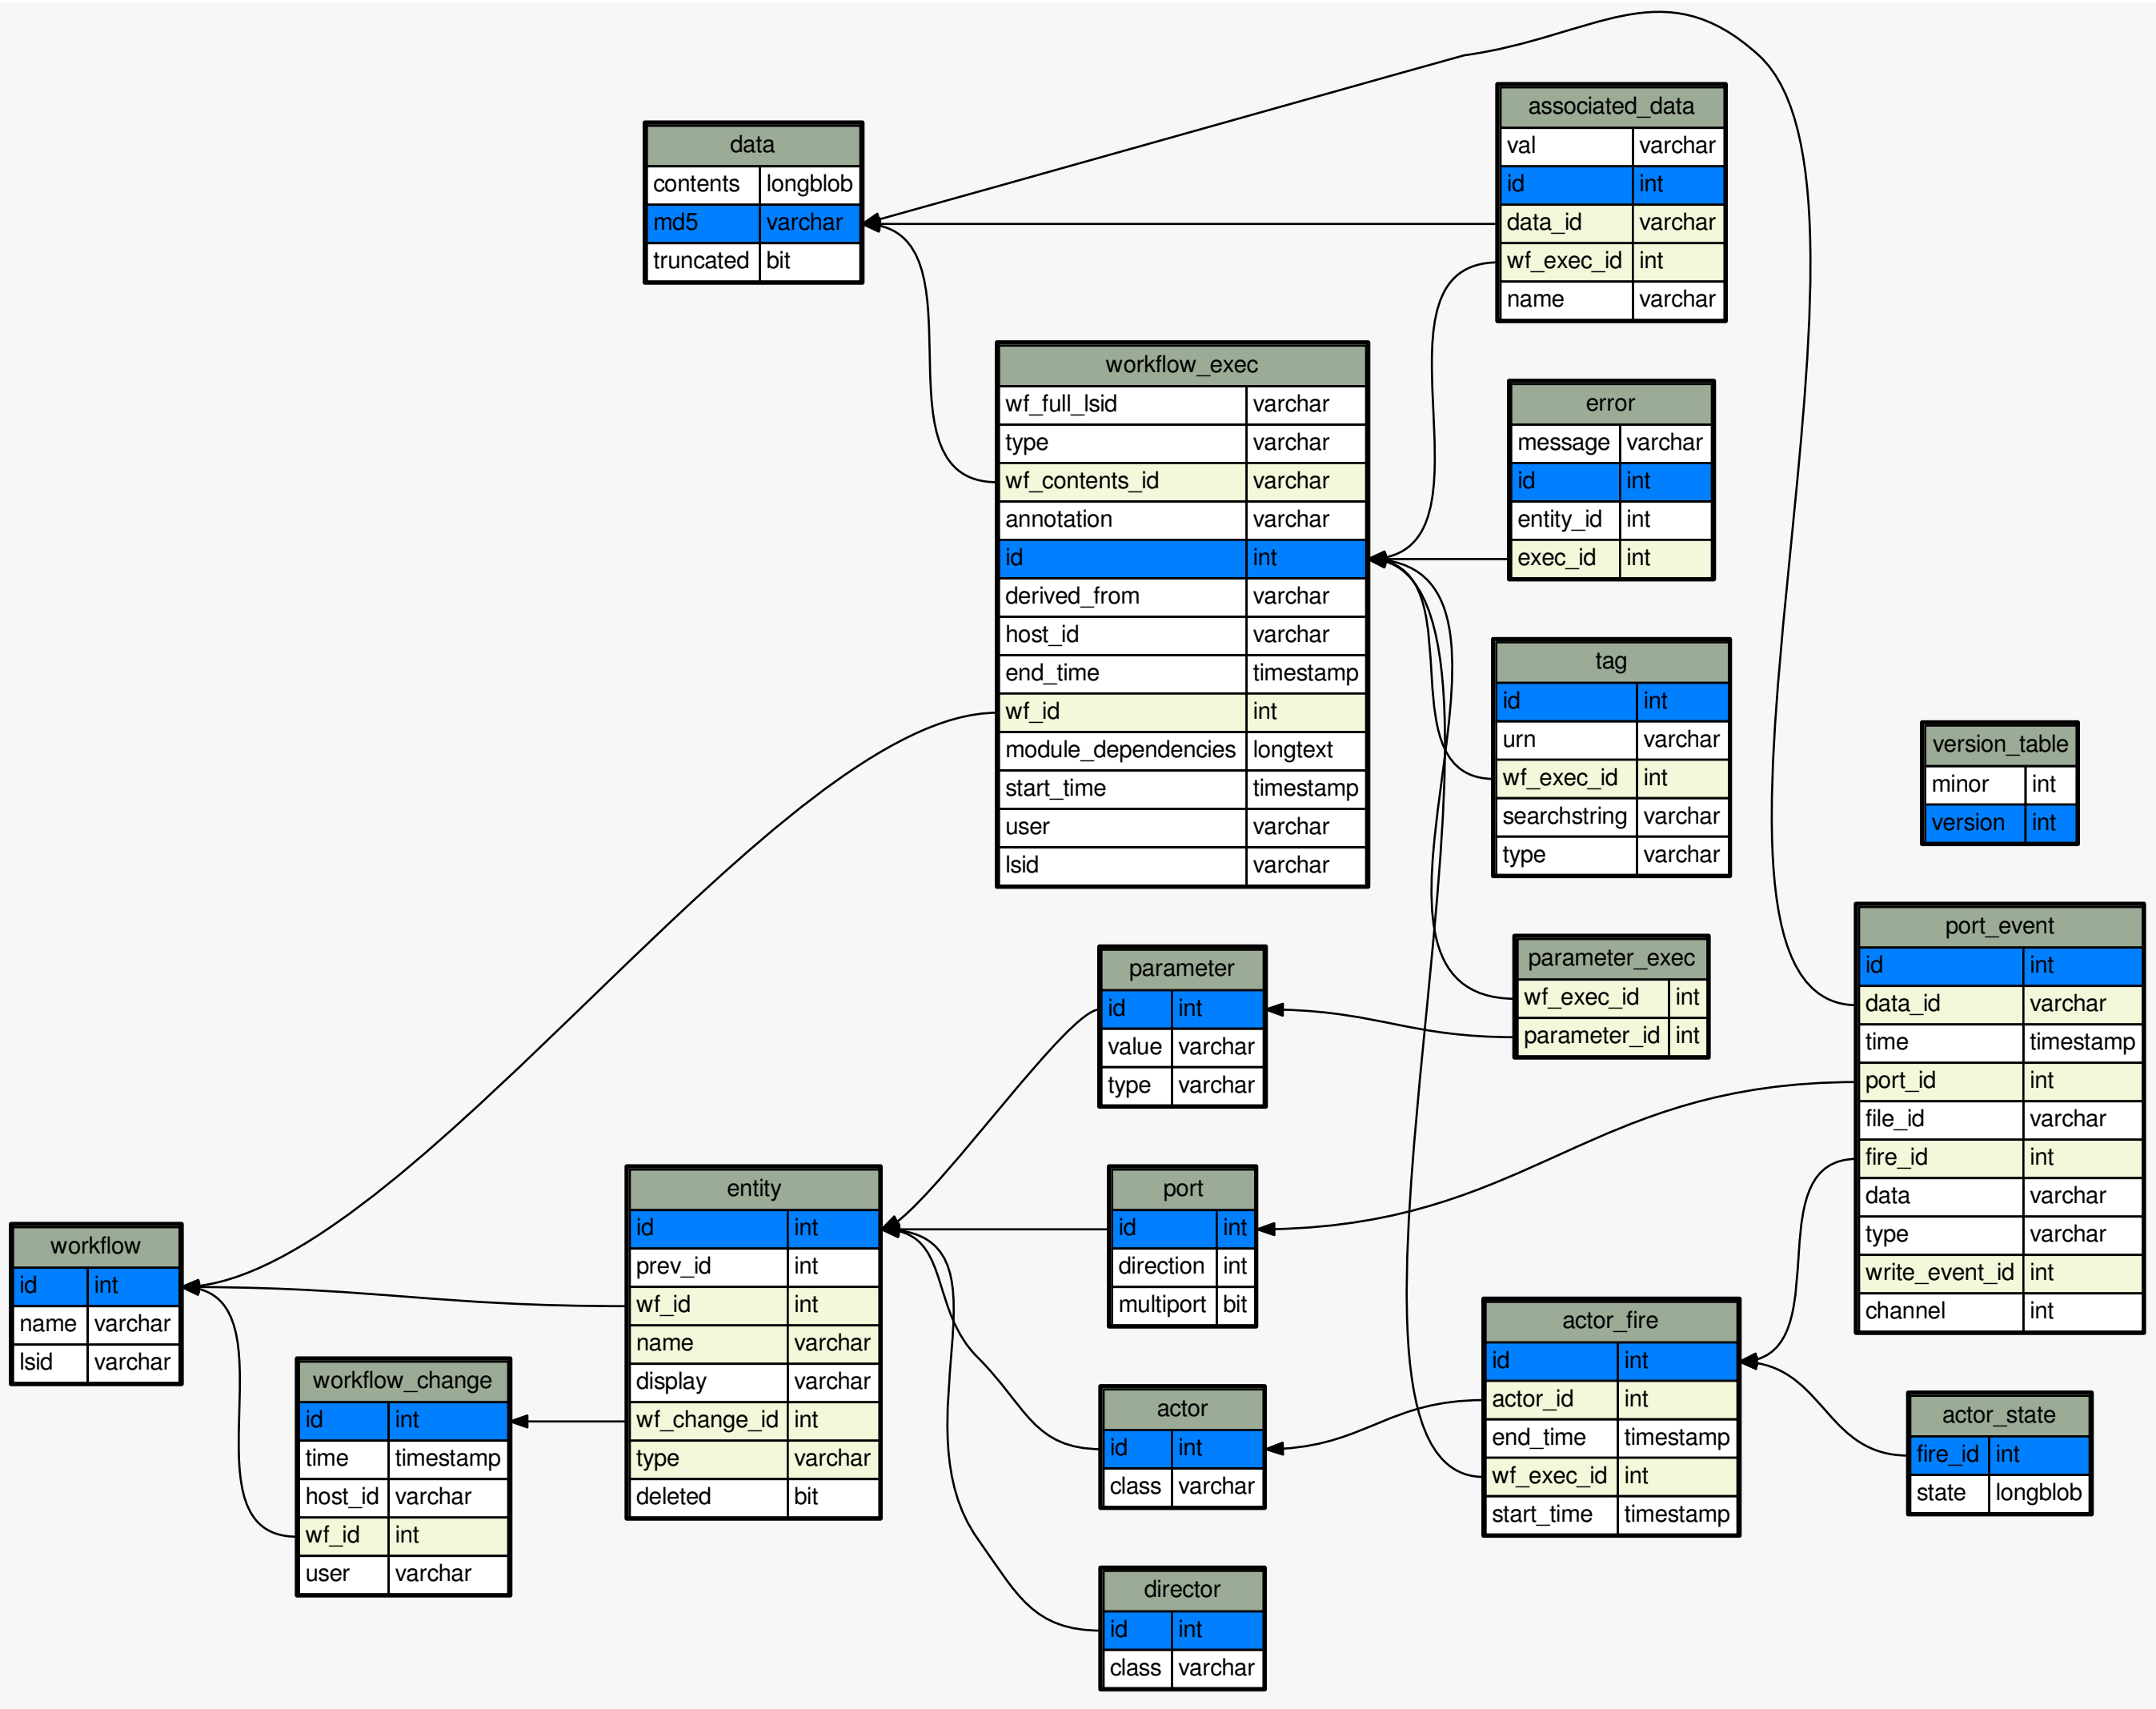 data
contents longblob
md5 varchar
truncated bit
associated_data
val varchar
id int
data_id varchar
wf_exec_id int
name varchar
workflow_exec
wf_full_lsid varchar
type varchar
wf_contents_id varchar
annotation varchar
id int
derived_from varchar
host_id varchar
end_time timestamp
wf_id int
module_dependencies longtext
start_time timestamp
user varchar
lsid varchar
error
message varchar
id int
entity_id int
exec_id int
tag
id int
urn varchar
wf_exec_id int
searchstring varchar
type varchar
version_table
minor int
version int
parameter
id int
value varchar
type varchar
parameter_exec
wf_exec_id int
parameter_id int
port_event
id int
data_id varchar
time timestamp
port_id int
file_id varchar
fire_id int
data varchar
type varchar
write_event_id int
channel int
workflow
id int
name varchar
lsid varchar
workflow_change
id int
time timestamp
host_id varchar
wf_id int
user varchar
entity
id int
prev_id int
wf_id int
name varchar
display varchar
wf_change_id int
type varchar
deleted bit
port
id int
direction int
multiport bit
actor
id int
class varchar
director
id int
class varchar
actor_fire
id int
actor_id int
end_time timestamp
wf_exec_id int
start_time timestamp
actor_state
fire_id int
state longblob